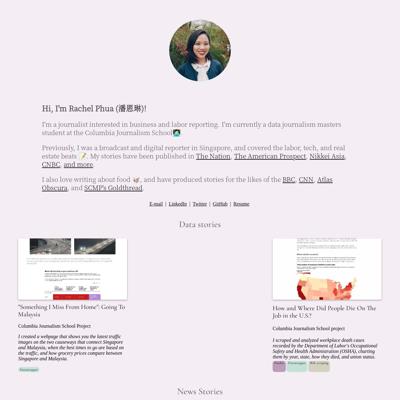 Hi, I'm Rachel Phua (潘恩琳)!
I'm a journalist interested in business and labor reporting. I'm currently a data journalism masters
student at the Columbia Journalism School
Previously, I was a broadcast and digital reporter in Singapore, and covered the labor, tech, and real
estate beats. My stories have been published in The Nation, The American Prospect, Nikkei Asia,
CNBC, and more.
I also love writing about food, and have produced stories for the likes of the BBC, CNN, Atlas
Obscura, and SCMP's Goldthread.
E-mail | LinkedIn | Twitter | GitHub | Resume
Data stories
"Something I Miss From Home": Going To
Malaysia
Columbia Journalism School Project
I created a webpage that shows you the latest traffic
images on the two causeways that connect Singapore
and Malaysia, when the best times to go are based on
the traffic, and how grocery prices compare between
Singapore and Malaysia.
How and Where Did People Die On The
Job in the U.S.?
Columbia Journalism School project
I scraped and analyzed workplace death cases
recorded by the Department of Labor's Occupational
Safety and Health Administration (OSHA), charting
them by year, state, how they died, and union status.
News Stories